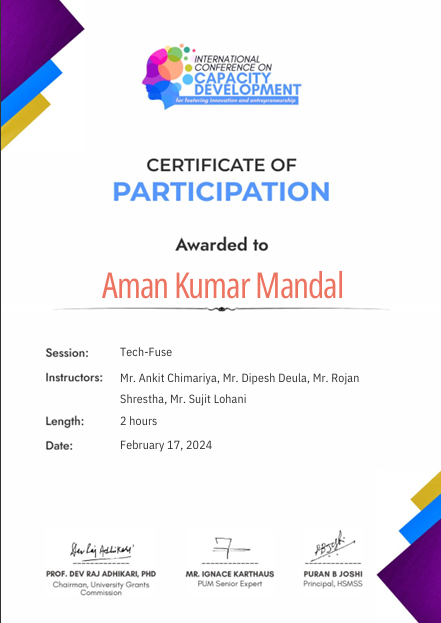 INTERNATIONAL
CONFERENCE ON
CAPACITY
DEVELOPMENT
for fostering innovation and entrepreneurship
CERTIFICATE OF
PARTICIPATION
Awarded to
Aman Kumar Mandal
Session: Tech-Fuse
Instructors: Mr. Ankit Chimariya, Mr. Dipesh Deula, Mr. Rojan
Shrestha, Mr. Sujit Lohani
Length: 2 hours
Date: February 17, 2024
Dev Raj Adhikari
PROF. DEV RAJ ADHIKARI, PHD
Chairman, University Grants
Commission
MR. IGNACE KARTHAUS
PUM Senior Expert
PURAN B JOSHI
Principal, HSMSS